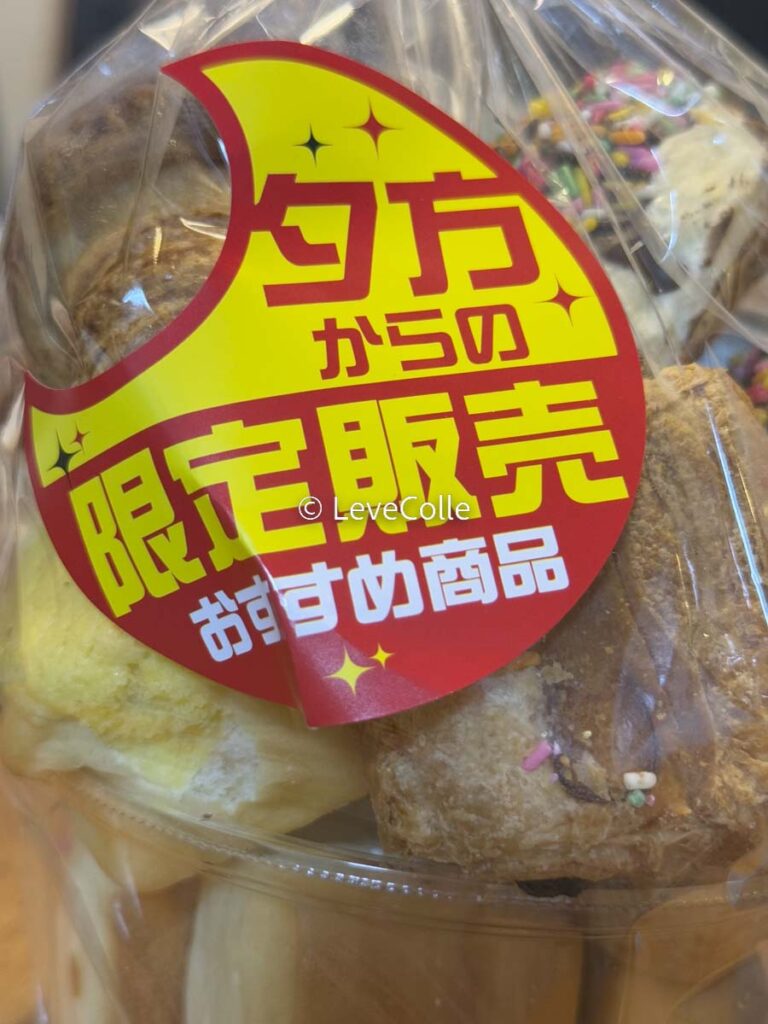 夕方
からの
限定販売
© LeveColle
おすすめ商品